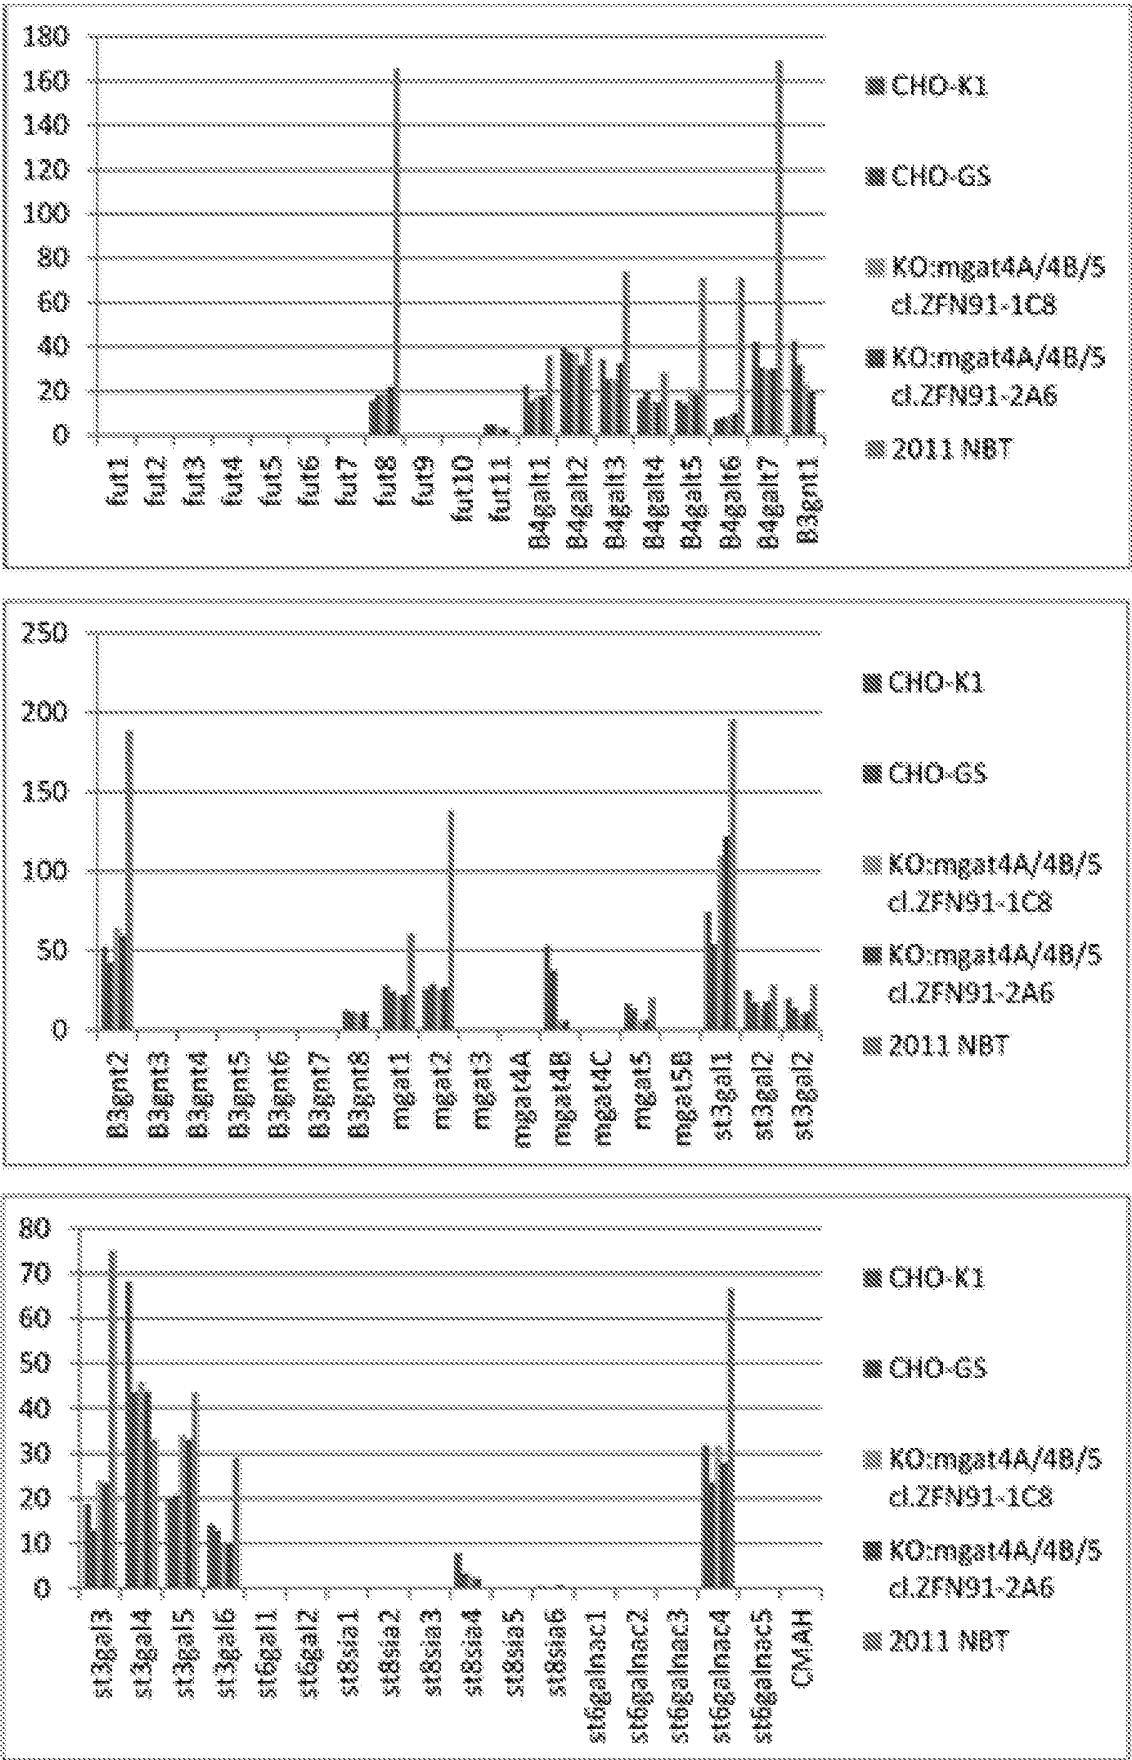 180
160
140
120
100
80
60
40
20
0
fut1
fut2
fut3
fut4
fut5
fut6
fut7
fut8
fut9
fut10
fut11
B4galt1
B4galt2
B4galt3
B4galt4
B4galt5
B4galt6
B4galt7
B3gnt1
CHO-K1
CHO-GS
KO:mgat4A/4B/5
cl.ZFN91-1C8
KO:mgat4A/4B/5
cl.ZFN91-2A6
2011 NBT
250
200
150
100
50
0
B3gnt2
B3gnt3
B3gnt4
B3gnt5
B3gnt6
B3gnt7
B3gnt8
mgat1
mgat2
mgat3
mgat4A
mgat4B
mgat4C
mgat5
mgat5B
st3gal1
st3gal2
st3gal2
CHO-K1
CHO-GS
KO:mgat4A/4B/5
cl.ZFN91-1C8
KO:mgat4A/4B/5
cl.ZFN91-2A6
2011 NBT
80
70
60
50
40
30
20
10
0
st3gal3
st3gal4
st3gal5
st3gal6
st6gal1
st6gal2
st8sia1
st8sia2
st8sia3
st8sia4
st8sia5
st8sia6
st6galnac1
st6galnac2
st6galnac3
st6galnac4
st6galnac5
CMAH
CHO-K1
CHO-GS
KO:mgat4A/4B/5
cl.ZFN91-1C8
KO:mgat4A/4B/5
cl.ZFN91-2A6
2011 NBT